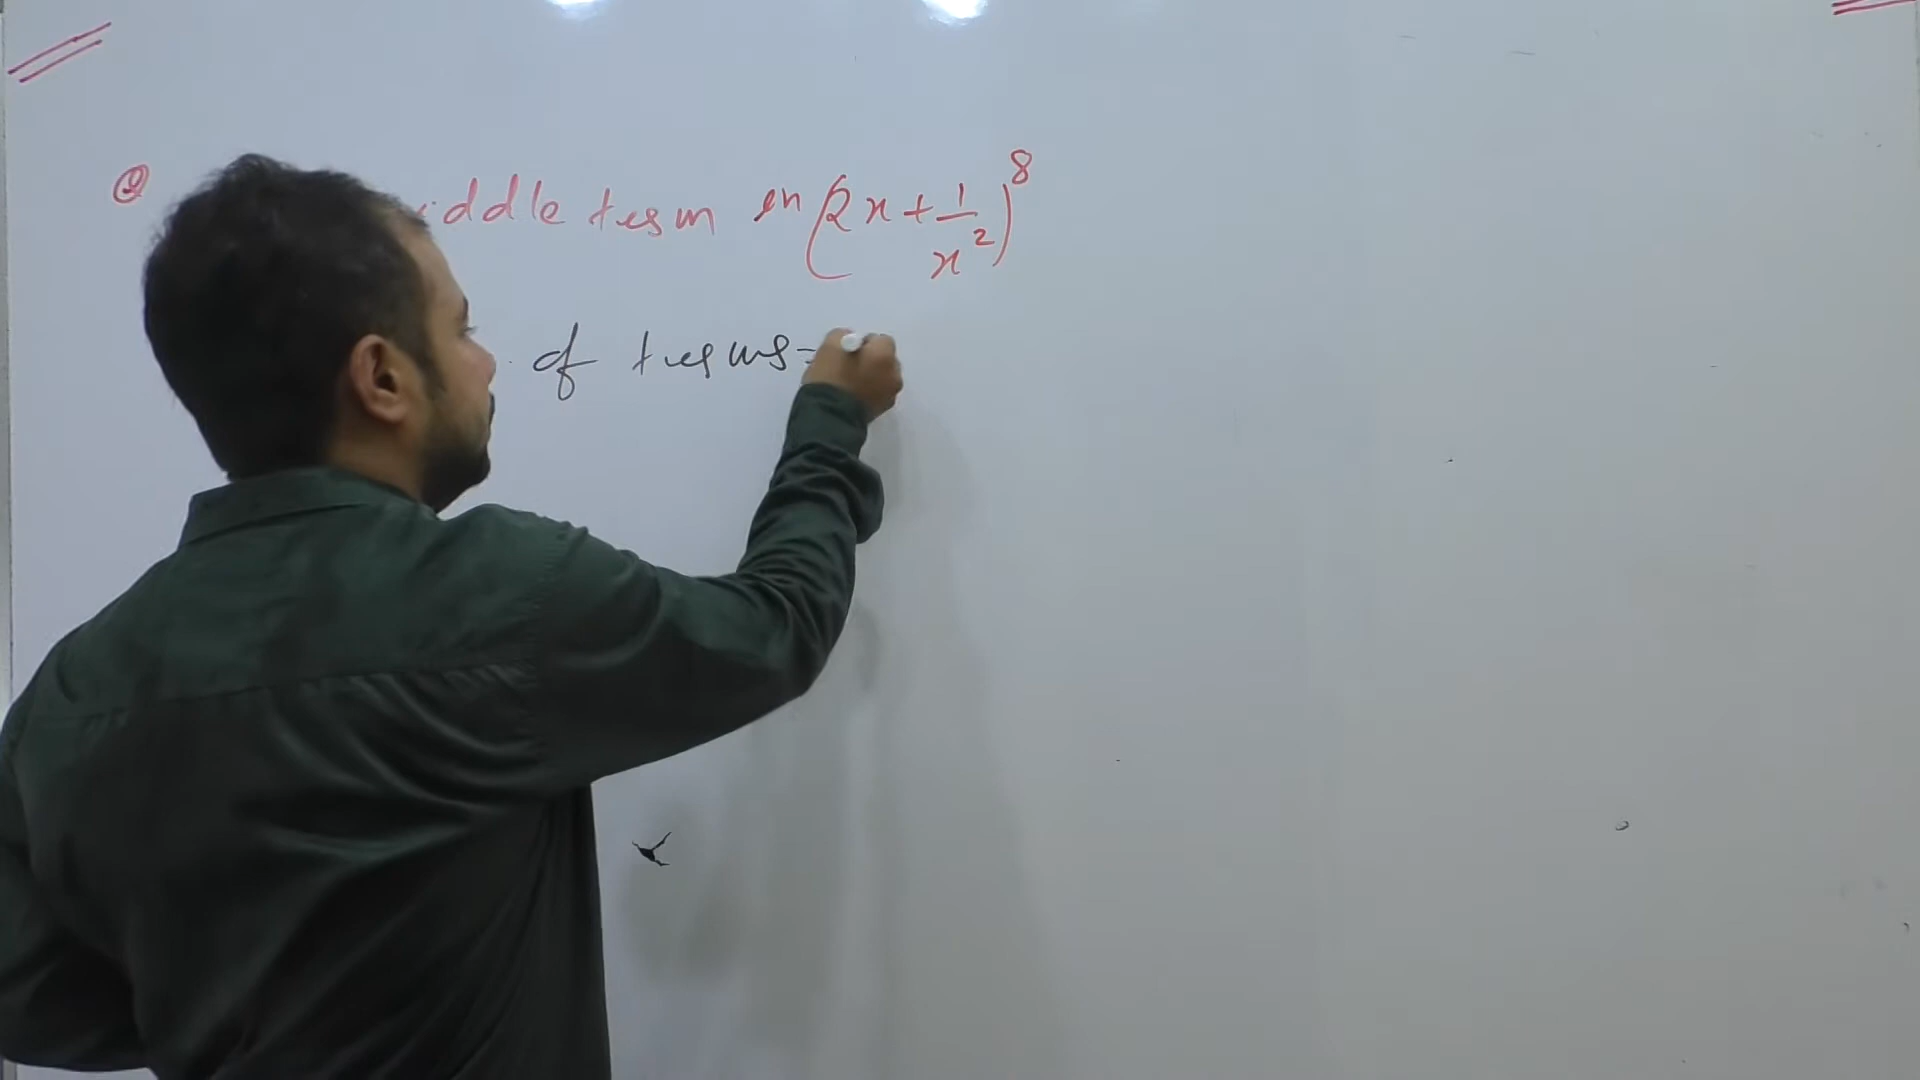 Q iddle term in (2x + 1/x²)⁸
of terms =